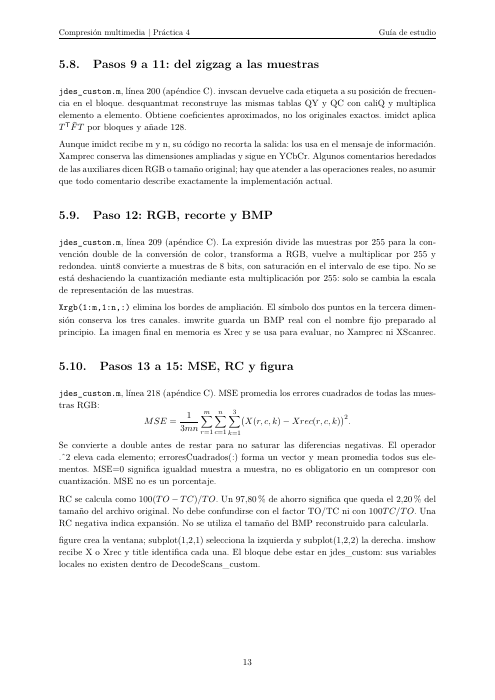 Compresión multimedia | Práctica 4 Guía de estudio
5.8. Pasos 9 a 11: del zigzag a las muestras
jdes_custom.m, línea 200 (apéndice C). invscan devuelve cada etiqueta a su posición de frecuen-
cia en el bloque. desquantmat reconstruye las mismas tablas QY y QC con caliQ y multiplica
elemento a elemento. Obtiene coeficientes aproximados, no los originales exactos. imidct aplica
T^T F̃T por bloques y añade 128.
Aunque imidct recibe m y n, su código no recorta la salida: los usa en el mensaje de información.
Xamprec conserva las dimensiones ampliadas y sigue en YCbCr. Algunos comentarios heredados
de las auxiliares dicen RGB o tamaño original; hay que atender a las operaciones reales, no asumir
que todo comentario describe exactamente la implementación actual.
5.9. Paso 12: RGB, recorte y BMP
jdes_custom.m, línea 209 (apéndice C). La expresión divide las muestras por 255 para la con-
vención double de la conversión de color, transforma a RGB, vuelve a multiplicar por 255 y
redondea. uint8 convierte a muestras de 8 bits, con saturación en el intervalo de ese tipo. No se
está deshaciendo la cuantización mediante esta multiplicación por 255: solo se cambia la escala
de representación de las muestras.
Xrgb(1:m,1:n,:) elimina los bordes de ampliación. El símbolo dos puntos en la tercera dimen-
sión conserva los tres canales. imwrite guarda un BMP real con el nombre fijo preparado al
principio. La imagen final en memoria es Xrec y se usa para evaluar, no Xamprec ni XScanrec.
5.10. Pasos 13 a 15: MSE, RC y figura
jdes_custom.m, línea 218 (apéndice C). MSE promedia los errores cuadrados de todas las mues-
tras RGB:
MSE = 1/(3mn) ∑_{r=1}^{m} ∑_{c=1}^{n} ∑_{k=1}^{3} (X(r, c, k) − Xrec(r, c, k))^2.
Se convierte a double antes de restar para no saturar las diferencias negativas. El operador
.^2 eleva cada elemento; erroresCuadrados(:) forma un vector y mean promedia todos sus ele-
mentos. MSE=0 significa igualdad muestra a muestra, no es obligatorio en un compresor con
cuantización. MSE no es un porcentaje.
RC se calcula como 100(TO − TC)/TO. Un 97,80 % de ahorro significa que queda el 2,20 % del
tamaño del archivo original. No debe confundirse con el factor TO/TC ni con 100TC/TO. Una
RC negativa indica expansión. No se utiliza el tamaño del BMP reconstruido para calcularla.
figure crea la ventana; subplot(1,2,1) selecciona la izquierda y subplot(1,2,2) la derecha. imshow
recibe X o Xrec y title identifica cada una. El bloque debe estar en jdes_custom: sus variables
locales no existen dentro de DecodeScans_custom.
13